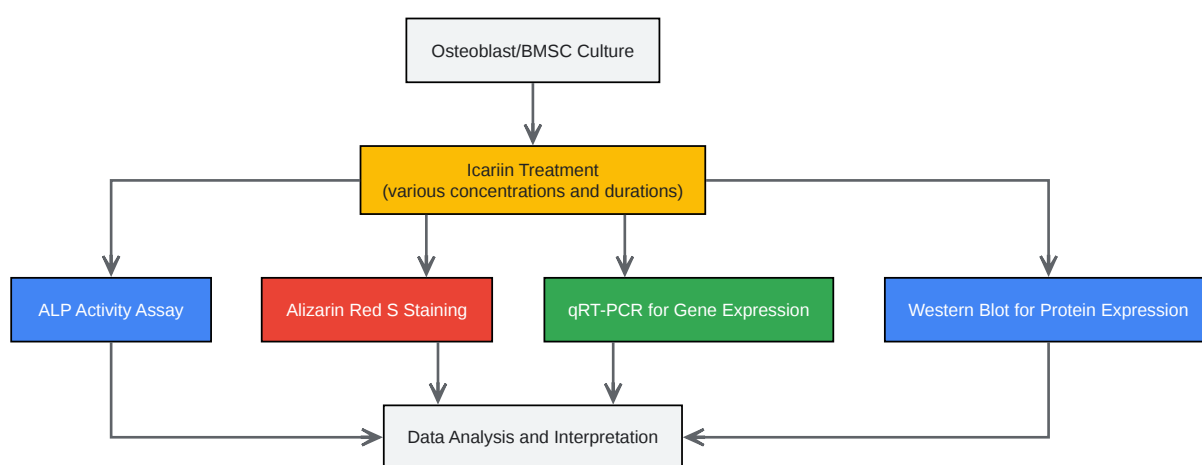 Osteoblast/BMSC Culture
Icariin Treatment
(various concentrations and durations)
ALP Activity Assay
Alizarin Red S Staining
qRT-PCR for Gene Expression
Western Blot for Protein Expression
Data Analysis and Interpretation